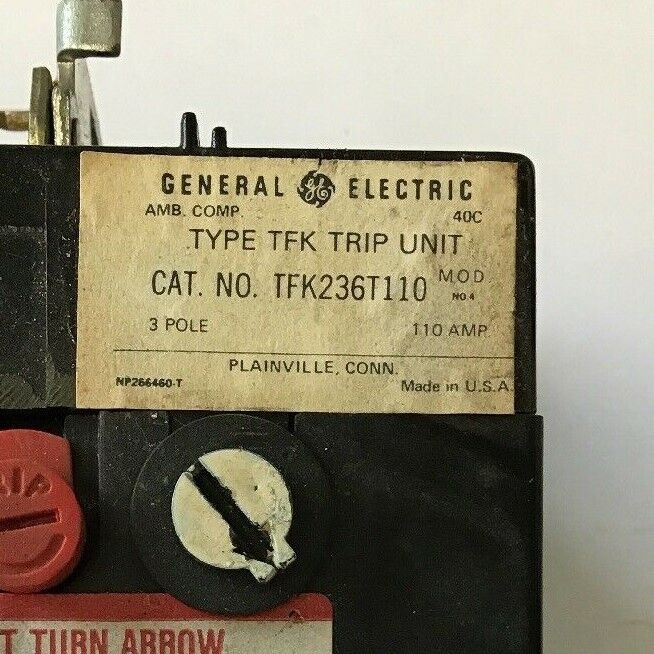 GENERAL GE ELECTRIC
AMB. COMP. 40C
TYPE TFK TRIP UNIT
CAT. NO. TFK236T110 MOD NO.4
3 POLE 110 AMP.
PLAINVILLE, CONN.
NP266460-T Made in U.S.A.
TURN ARROW